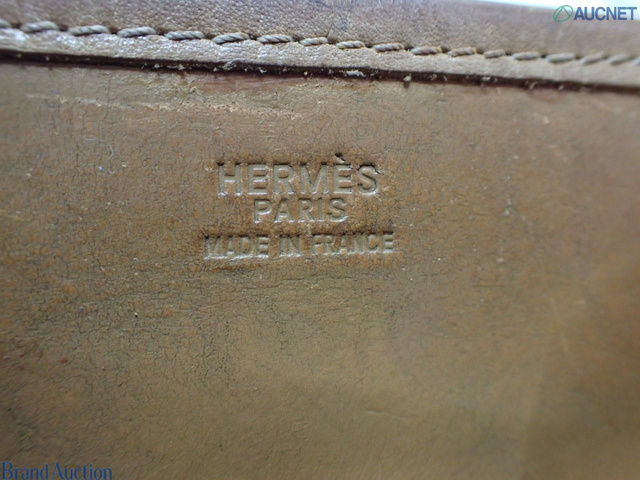 AUCNET
HERMÈS
PARIS
MADE IN FRANCE
Brand Auction